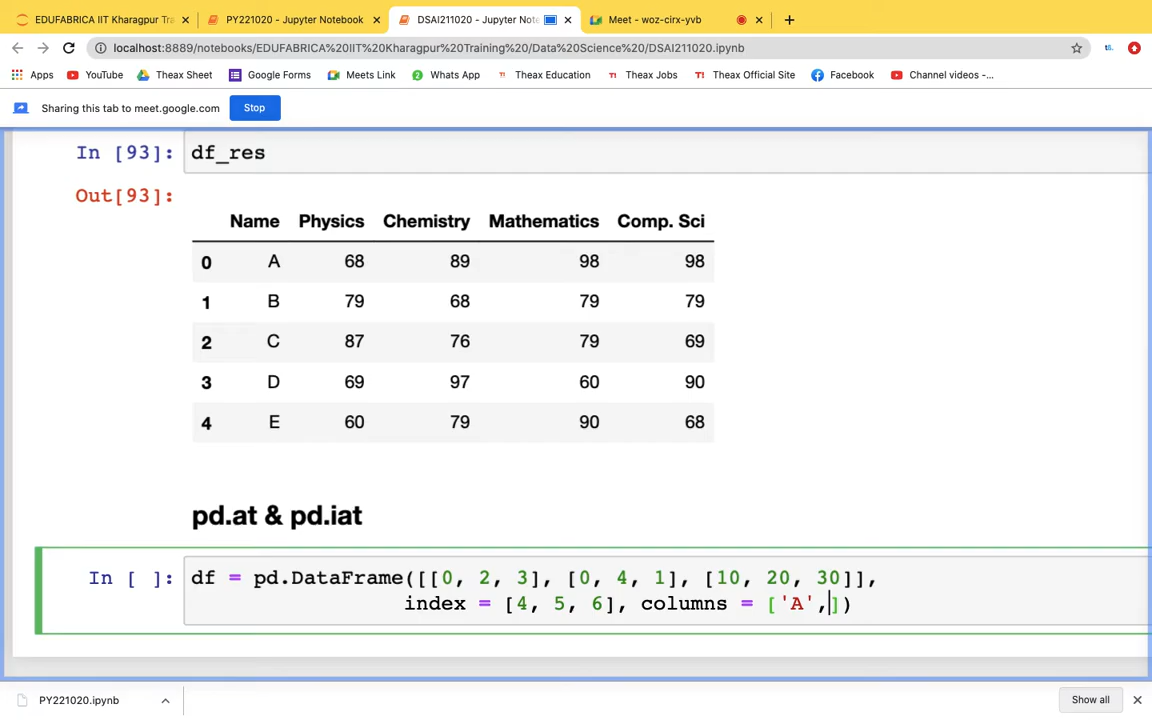 EDUFABRICA IIT Kharagpur Tra
PY221020 - Jupyter Notebook
DSAI211020 - Jupyter Note
Meet - woz-cirx-yvb
localhost:8889/notebooks/EDUFABRICA%20IIT%20Kharagpur%20Training%20/Data%20Science%20/DSAI211020.ipynb
Apps YouTube Theax Sheet Google Forms Meets Link Whats App Theax Education Theax Jobs Theax Official Site Facebook Channel videos -...
Sharing this tab to meet.google.com Stop
In [93]: df_res
Out[93]:
Name Physics Chemistry Mathematics Comp. Sci
0 A 68 89 98 98
1 B 79 68 79 79
2 C 87 76 79 69
3 D 69 97 60 90
4 E 60 79 90 68
pd.at & pd.iat
In [ ]: df = pd.DataFrame([[0, 2, 3], [0, 4, 1], [10, 20, 30]],
index = [4, 5, 6], columns = ['A',])
PY221020.ipynb Show all